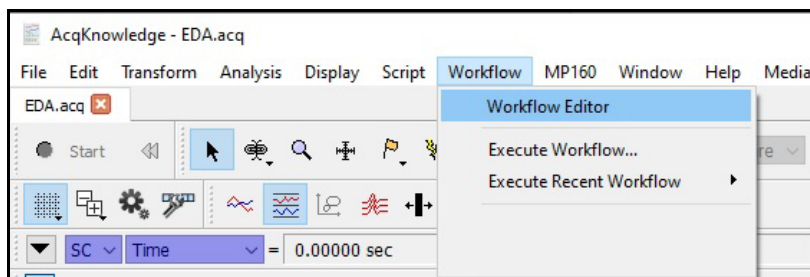 AcqKnowledge - EDA.acq
File Edit Transform Analysis Display Script Workflow MP160 Window Help Media
EDA.acq
Workflow Editor
Start
Execute Workflow...
re
Execute Recent Workflow
SC Time = 0.00000 sec